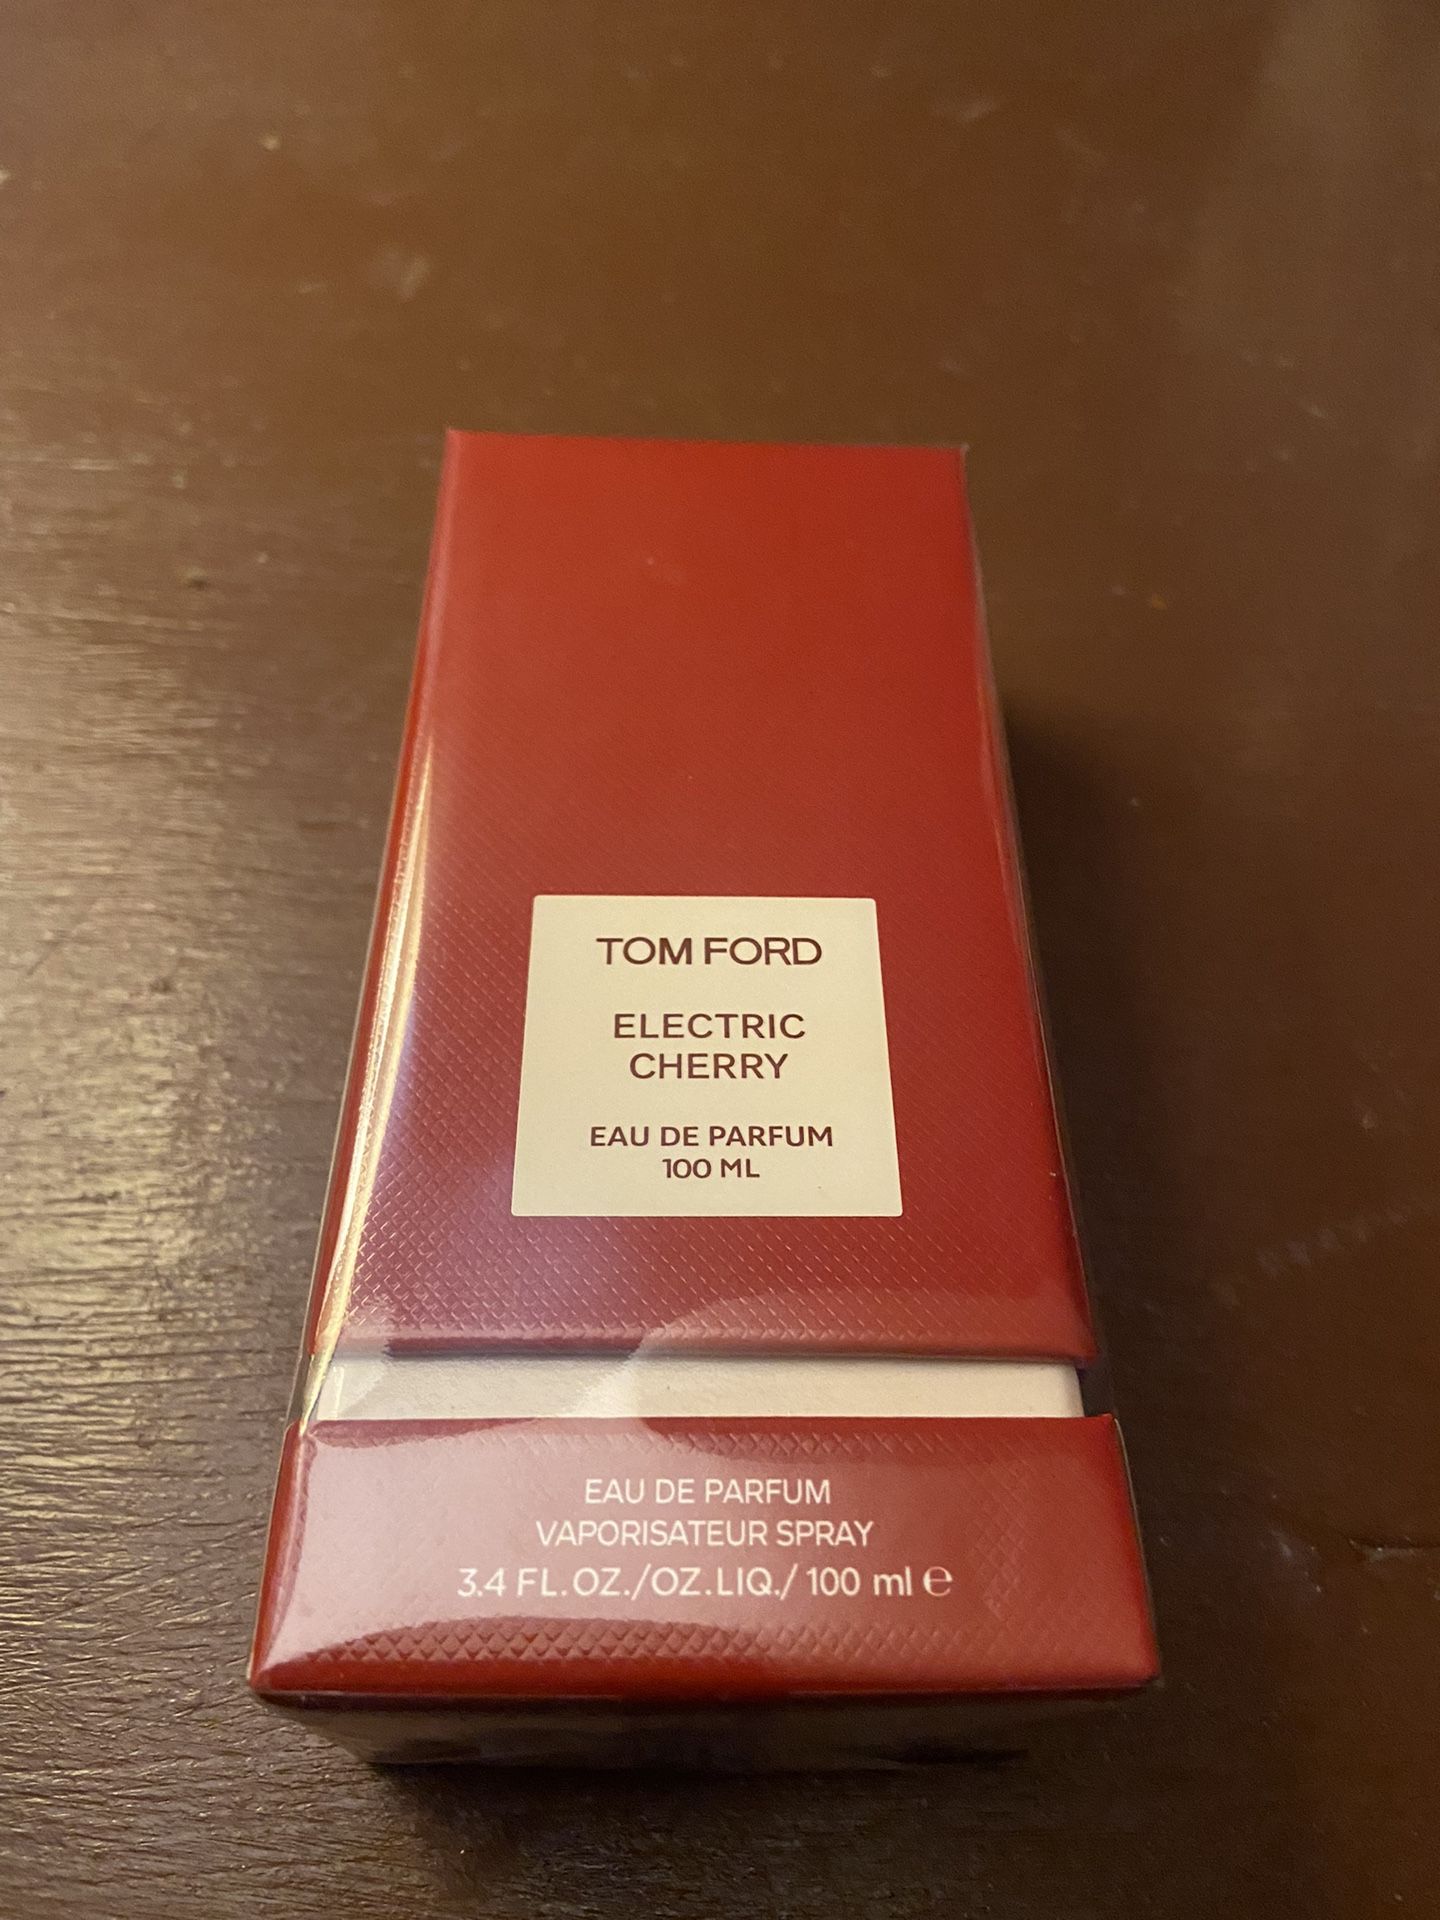 TOM FORD
ELECTRIC
CHERRY
EAU DE PARFUM
100 ML
EAU DE PARFUM
VAPORISATEUR SPRAY
3.4 FL.OZ./OZ.LIQ./ 100 ml ℮